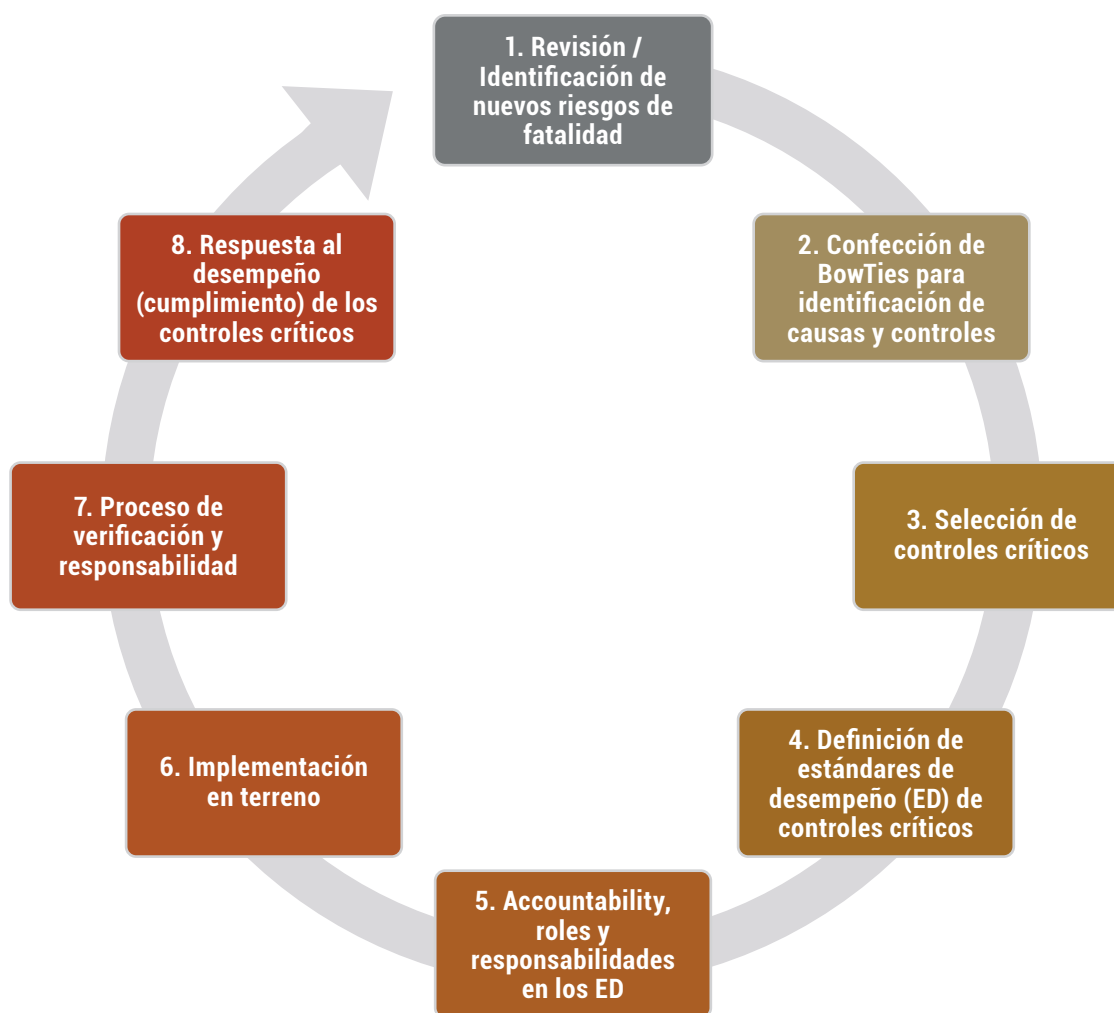 1. Revisión /
Identificación de
nuevos riesgos de
fatalidad
2. Confección de
BowTies para
identificación de
causas y controles
3. Selección de
controles críticos
4. Definición de
estándares de
desempeño (ED) de
controles críticos
5. Accountability,
roles y
responsabilidades
en los ED
6. Implementación
en terreno
7. Proceso de
verificación y
responsabilidad
8. Respuesta al
desempeño
(cumplimiento) de los
controles críticos